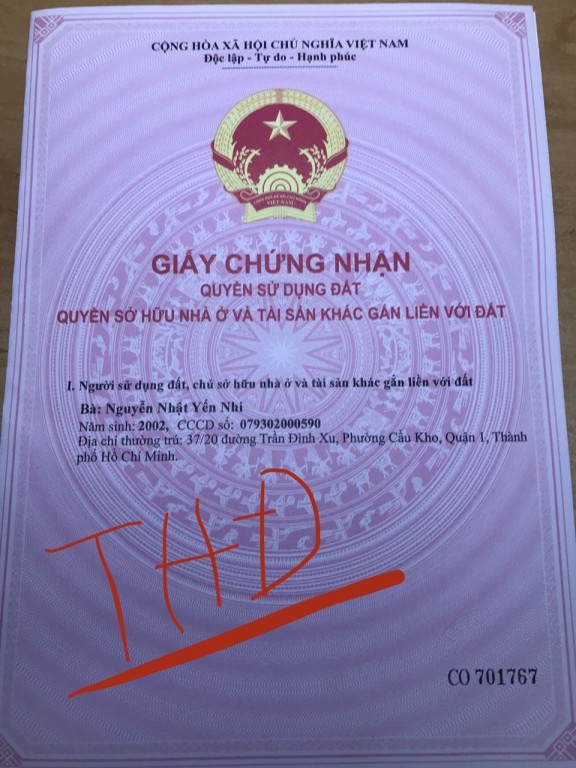 CỘNG HÒA XÃ HỘI CHỦ NGHĨA VIỆT NAM
Độc lập - Tự do - Hạnh phúc
VIỆT NAM
GIẤY CHỨNG NHẬN
QUYỀN SỬ DỤNG ĐẤT
QUYỀN SỞ HỮU NHÀ Ở VÀ TÀI SẢN KHÁC GẮN LIỀN VỚI ĐẤT
I. Người sử dụng đất, chủ sở hữu nhà ở và tài sản khác gắn liền với đất
Bà: Nguyễn Nhật Yến Nhi
Năm sinh: 2002, CCCD số: 079302000590
Địa chỉ thường trú: 37/20 đường Trần Đình Xu, Phường Cầu Kho, Quận 1, Thành
phố Hồ Chí Minh.
THĐ
CO 701767